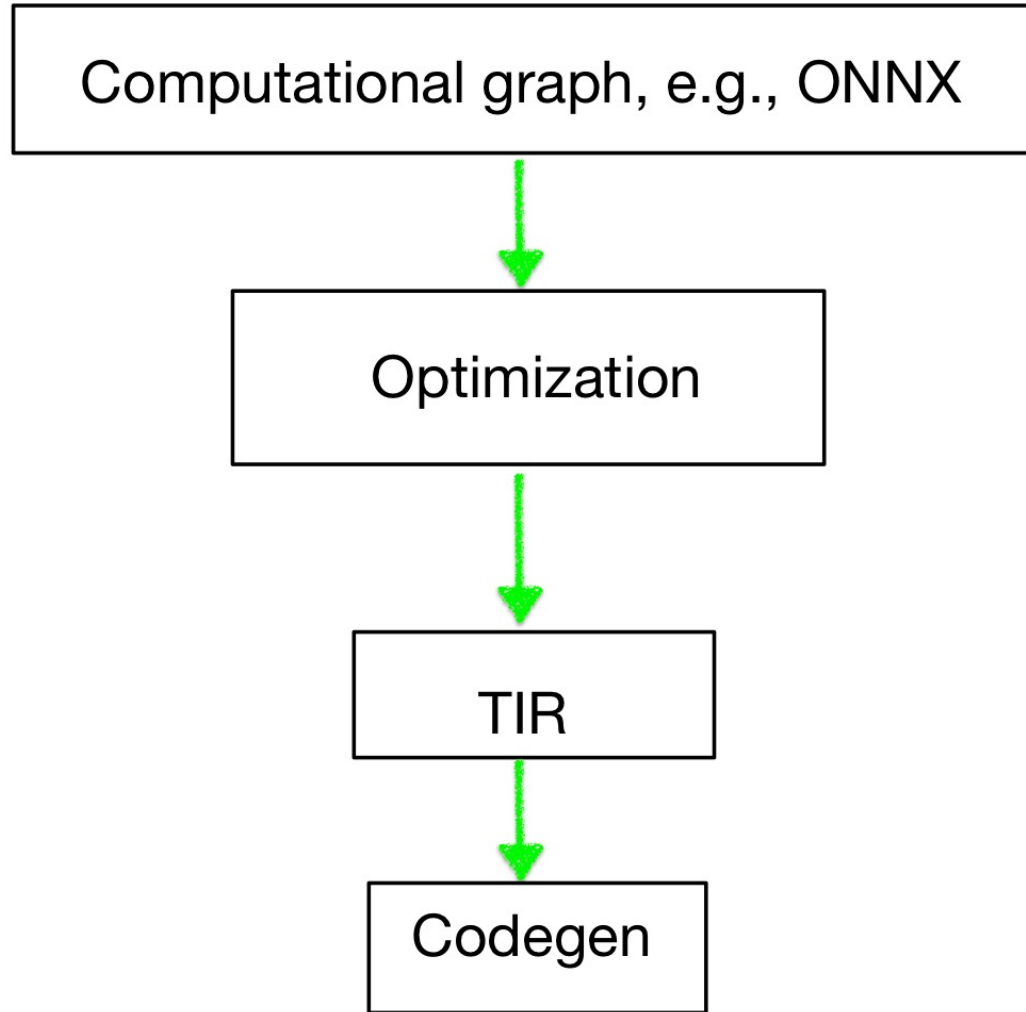 Computational graph, e.g., ONNX
Optimization
TIR
Codegen